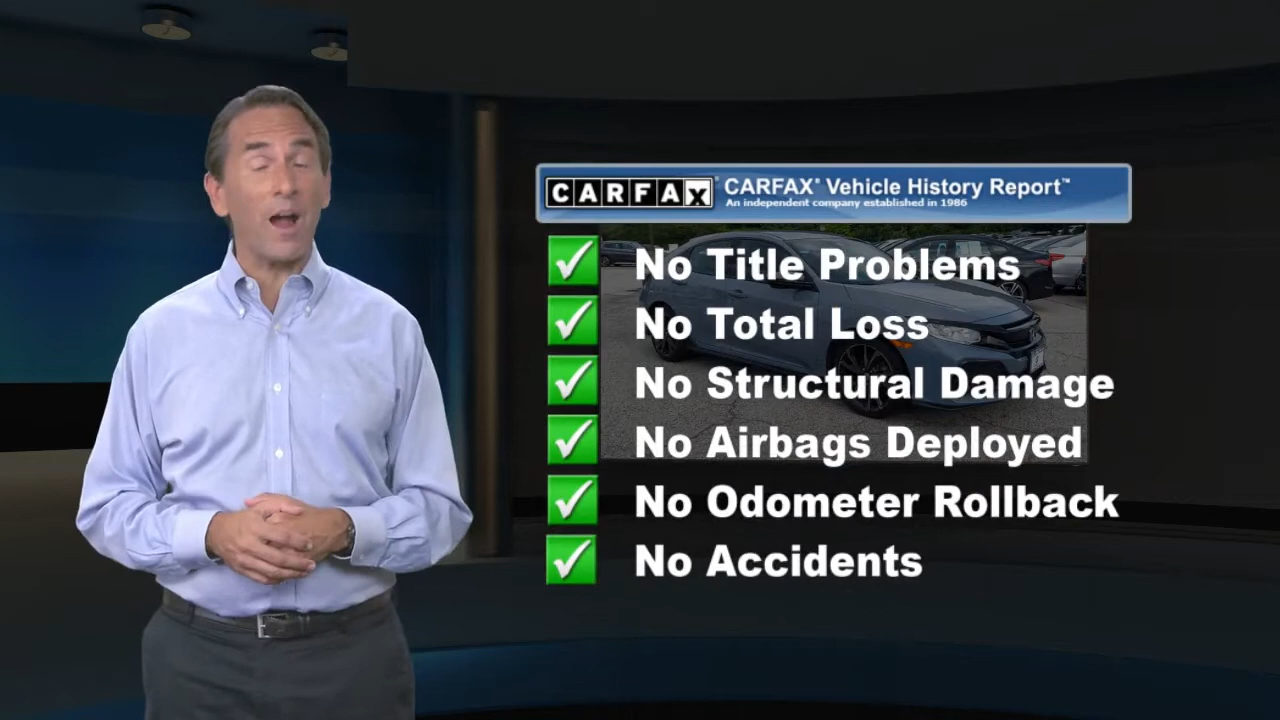 CARFAX® CARFAX® Vehicle History Report™
An independent company established in 1986
No Title Problems
No Total Loss
No Structural Damage
No Airbags Deployed
No Odometer Rollback
No Accidents